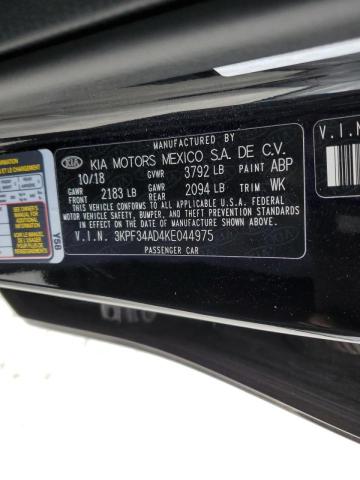 MANUFACTURED BY
KIA KIA MOTORS MEXICO S.A. DE C.V.
10/18 GVWR 3792 LB PAINT ABP
GAWR FRONT 2183 LB GAWR REAR 2094 LB TRIM WK
THIS VEHICLE CONFORMS TO ALL APPLICABLE U.S.A. FEDERAL
MOTOR VEHICLE SAFETY, BUMPER, AND THEFT PREVENTION STANDARDS
IN EFFECT ON THE DATE OF MANUFACTURE SHOWN ABOVE.
V.I.N. 3KPF34AD4KE044975
PASSENGER CAR
Y58
V.I.N